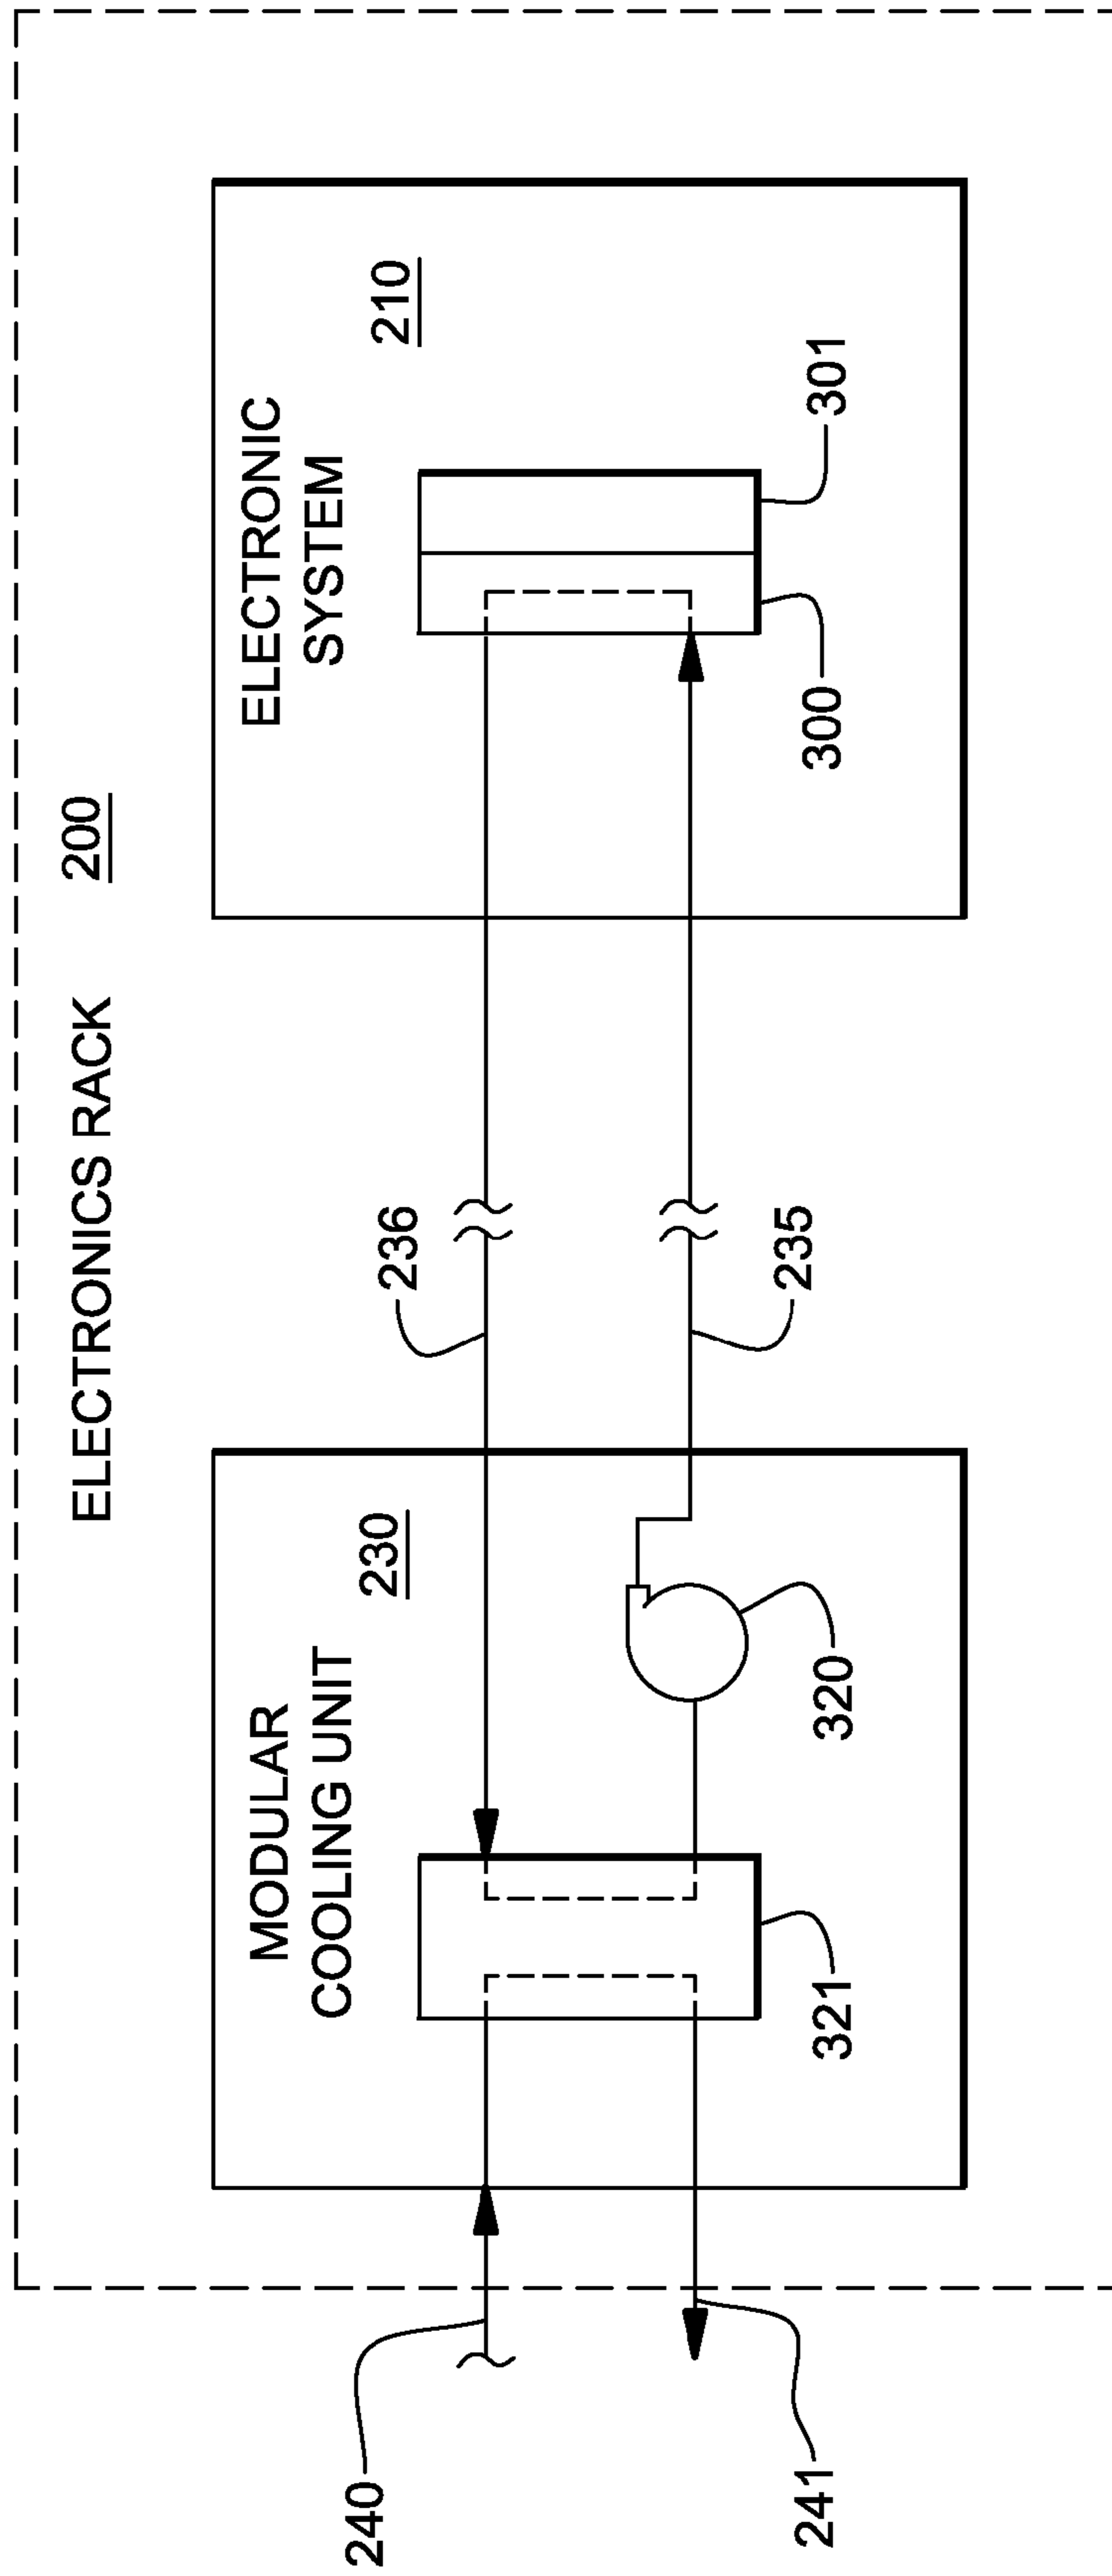 ELECTRONICS RACK 200
MODULAR
COOLING UNIT
230
ELECTRONIC
SYSTEM
210
240
241
236
235
321
320
300
301